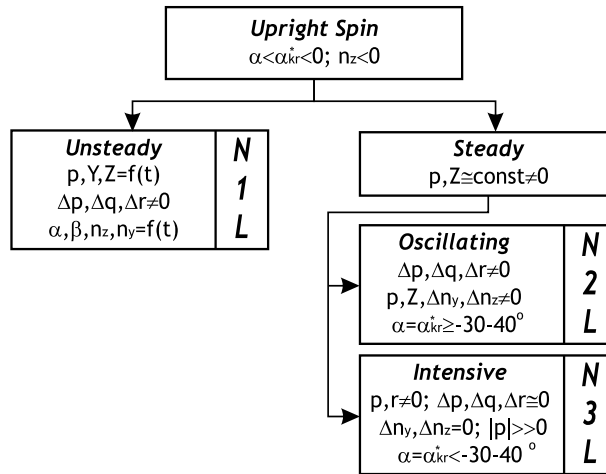 Upright Spin
α<α*kr<0; nz<0
Unsteady
p,Y,Z=f(t)
Δp,Δq,Δr≠0
α,β,nz,ny=f(t)
N
1
L
Steady
p,Z≅const≠0
Oscillating
Δp,Δq,Δr≠0
p,Z,Δny,Δnz≠0
α=α*kr≥-30-40°
N
2
L
Intensive
p,r≠0; Δp,Δq,Δr≅0
Δny,Δnz=0; |p|>>0
α=α*kr<-30-40 °
N
3
L